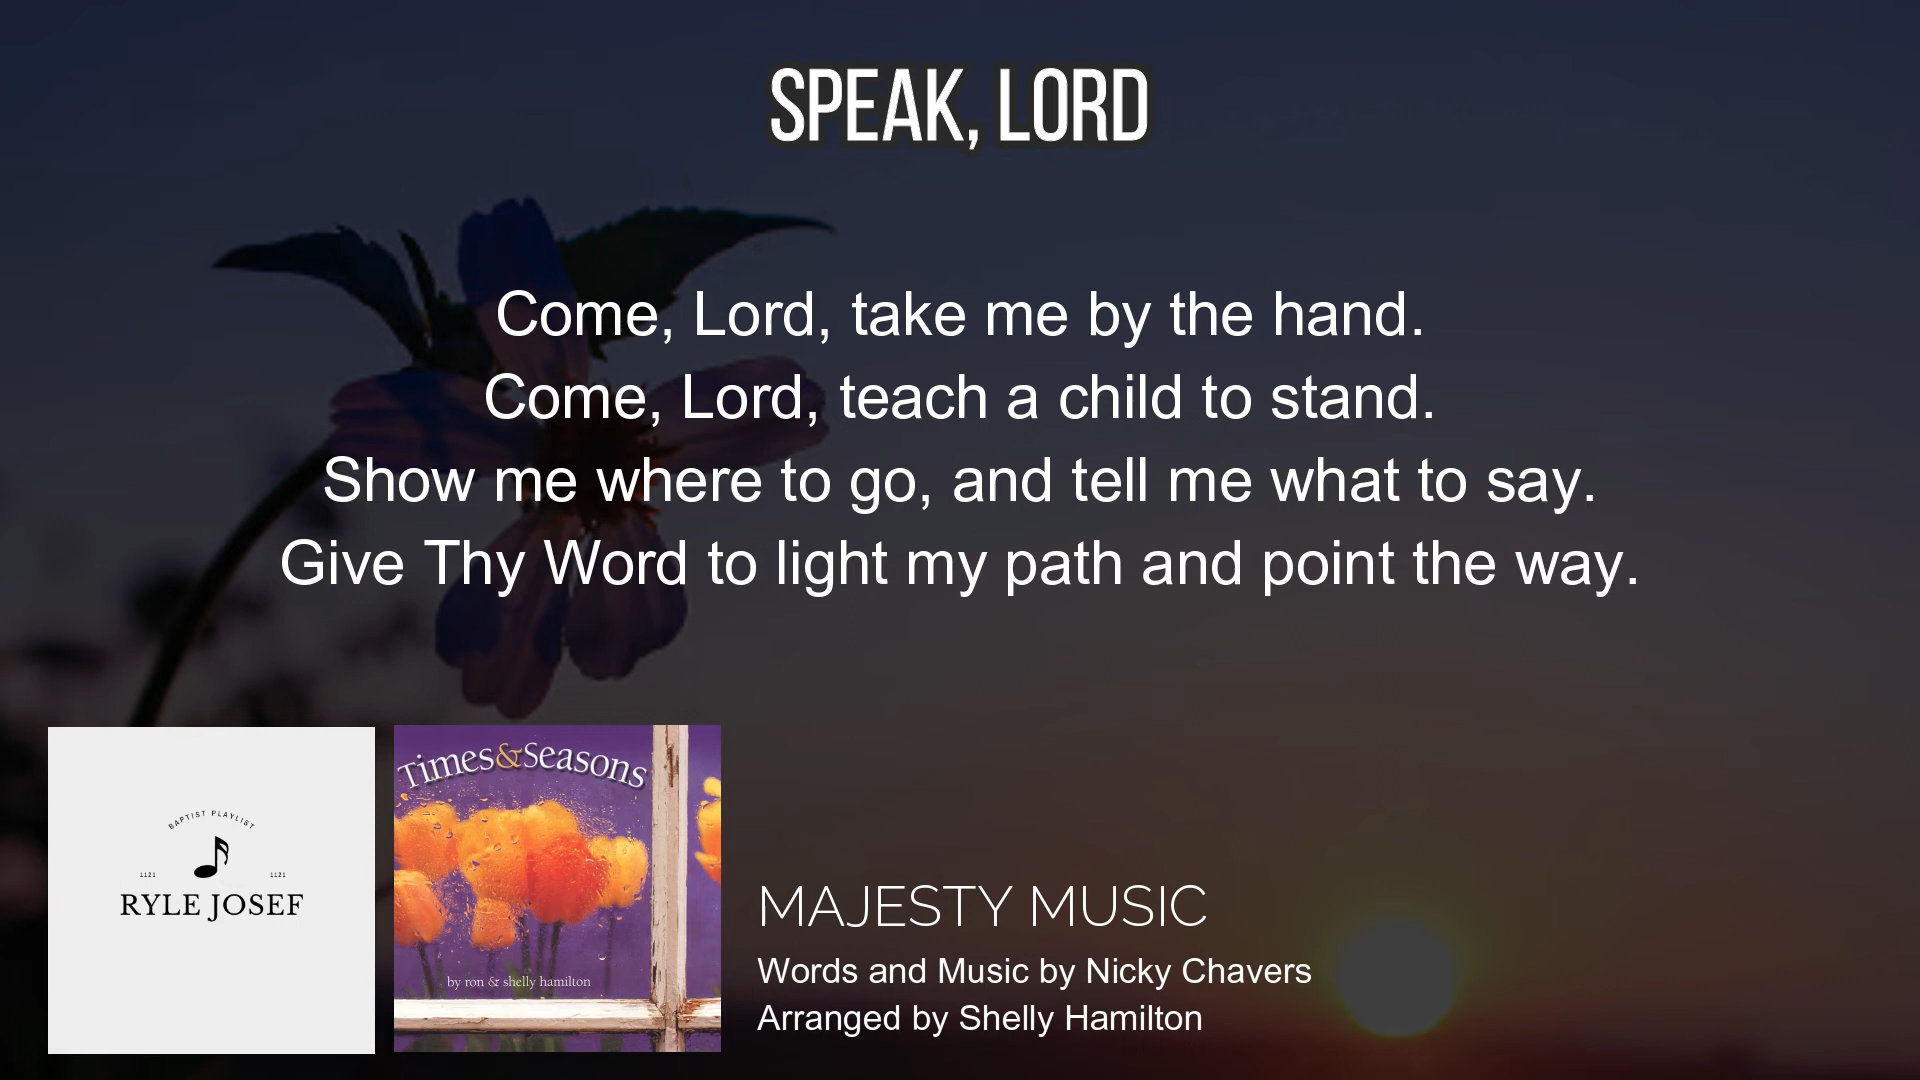 SPEAK, LORD
Come, Lord, take me by the hand.
Come, Lord, teach a child to stand.
Show me where to go, and tell me what to say.
Give Thy Word to light my path and point the way.
BAPTIST PLAYLIST
1121 1121
RYLE JOSEF
Times&Seasons
by ron & shelly hamilton
MAJESTY MUSIC
Words and Music by Nicky Chavers
Arranged by Shelly Hamilton